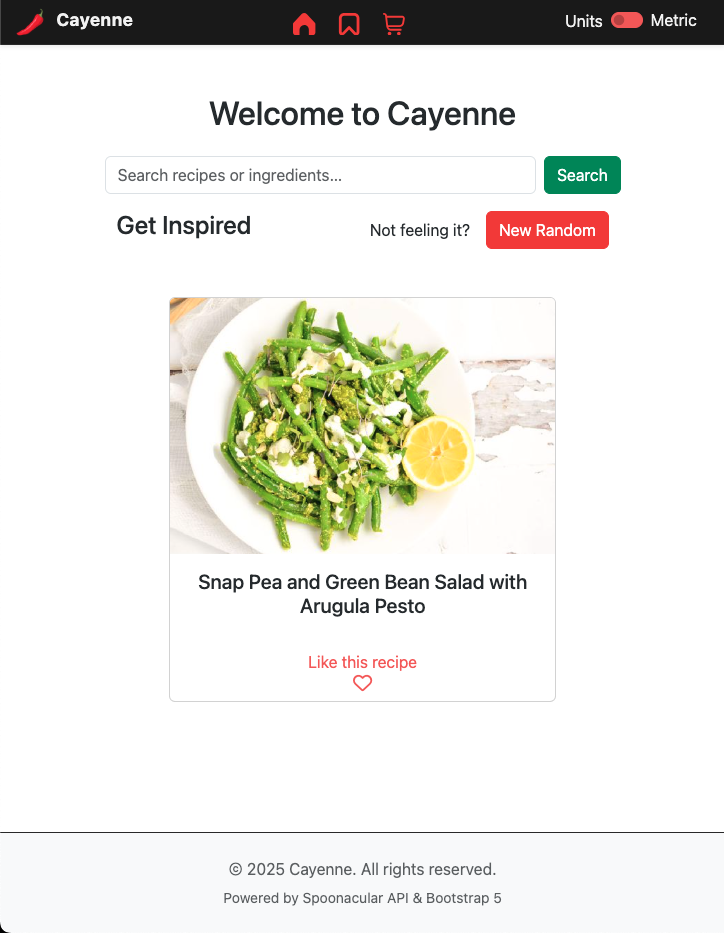 Cayenne
Units Metric
Welcome to Cayenne
Search recipes or ingredients...
Search
Get Inspired
Not feeling it?
New Random
Snap Pea and Green Bean Salad with
Arugula Pesto
Like this recipe
© 2025 Cayenne. All rights reserved.
Powered by Spoonacular API & Bootstrap 5